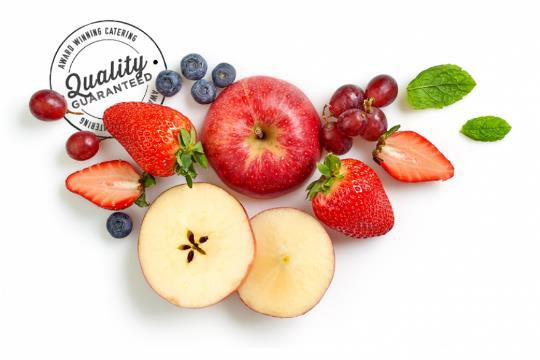 AWARD WINNING CATERING
Quality
GUARANTEED